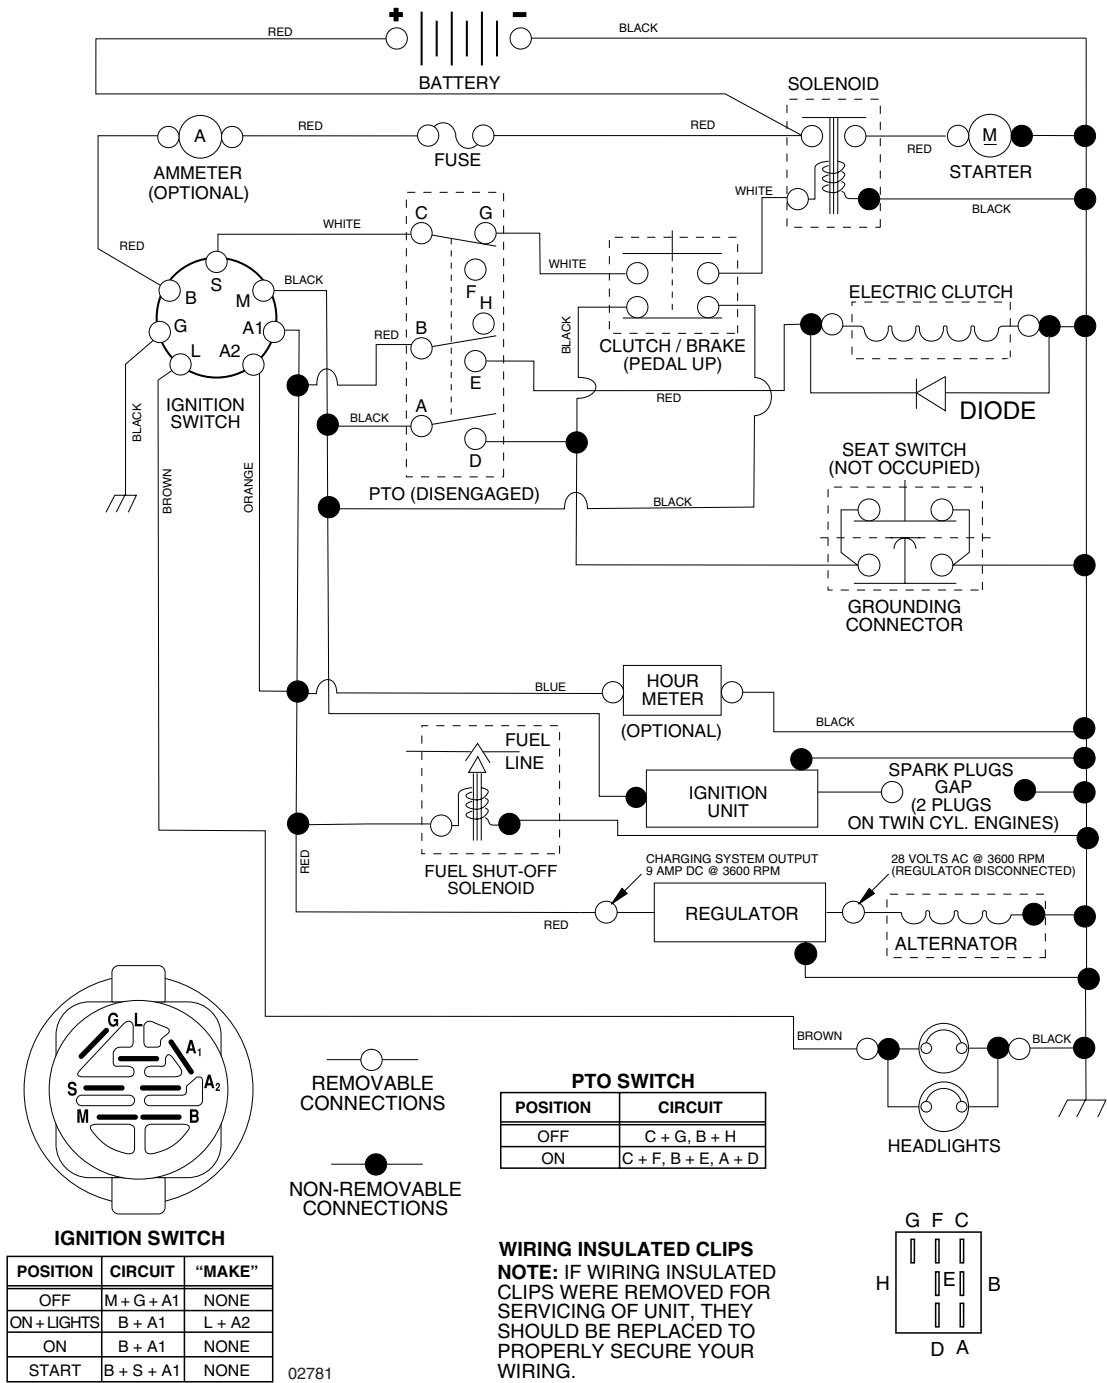 + -
RED
BLACK
BATTERY
SOLENOID
RED
RED
A
M
RED
AMMETER
(OPTIONAL)
FUSE
STARTER
WHITE
BLACK
WHITE
C G
RED
WHITE
S
F
BLACK
B
M
H
ELECTRIC CLUTCH
G
A1
RED
B
BLACK
CLUTCH / BRAKE
(PEDAL UP)
L A2
E
RED
DIODE
IGNITION
SWITCH
BLACK
A
BLACK
D
SEAT SWITCH
(NOT OCCUPIED)
BROWN
ORANGE
PTO (DISENGAGED)
BLACK
GROUNDING
CONNECTOR
BLUE
HOUR
METER
(OPTIONAL)
BLACK
FUEL
LINE
IGNITION
UNIT
SPARK PLUGS
GAP
(2 PLUGS
ON TWIN CYL. ENGINES)
RED
FUEL SHUT-OFF
SOLENOID
CHARGING SYSTEM OUTPUT
9 AMP DC @ 3600 RPM
28 VOLTS AC @ 3600 RPM
(REGULATOR DISCONNECTED)
RED
REGULATOR
ALTERNATOR
BROWN
BLACK
HEADLIGHTS
G L
A1
S
A2
M B
REMOVABLE
CONNECTIONS
NON-REMOVABLE
CONNECTIONS
PTO SWITCH
POSITION CIRCUIT
OFF C + G, B + H
ON C + F, B + E, A + D
IGNITION SWITCH
POSITION CIRCUIT “MAKE”
OFF M + G + A1 NONE
ON + LIGHTS B + A1 L + A2
ON B + A1 NONE
START B + S + A1 NONE
02781
WIRING INSULATED CLIPS
NOTE: IF WIRING INSULATED
CLIPS WERE REMOVED FOR
SERVICING OF UNIT, THEY
SHOULD BE REPLACED TO
PROPERLY SECURE YOUR
WIRING.
G F C
H E B
D A